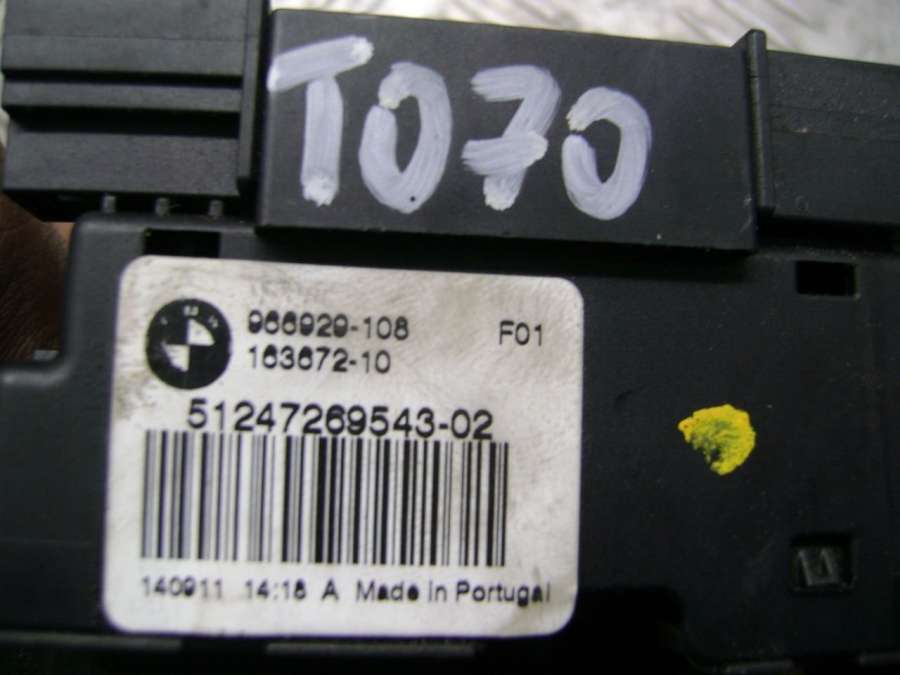 T070
966929-108
F01
163672-10
51247269543-02
140911 14:18 A Made in Portugal